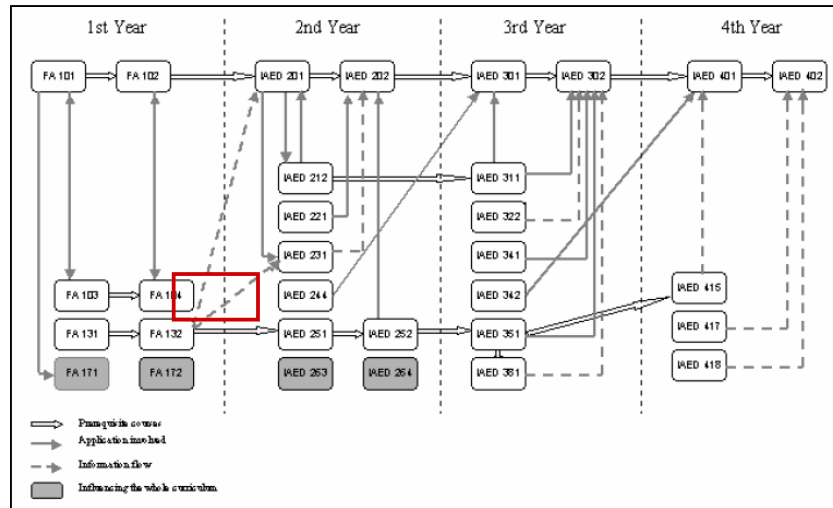 1st Year 2nd Year 3rd Year 4th Year
FA 101 FA 102 IAED 201 IAED 202 IAED 301 IAED 302 IAED 401 IAED 402
IAED 212 IAED 311
IAED 221 IAED 322
IAED 231 IAED 341
FA 103 FA 104 IAED 244 IAED 342 IAED 415
FA 131 FA 132 IAED 251 IAED 252 IAED 351 IAED 417
FA 171 FA 172 IAED 263 IAED 264 IAED 381 IAED 418
Prerequisite courses
Application involved
Information flow
Influencing the whole curriculum